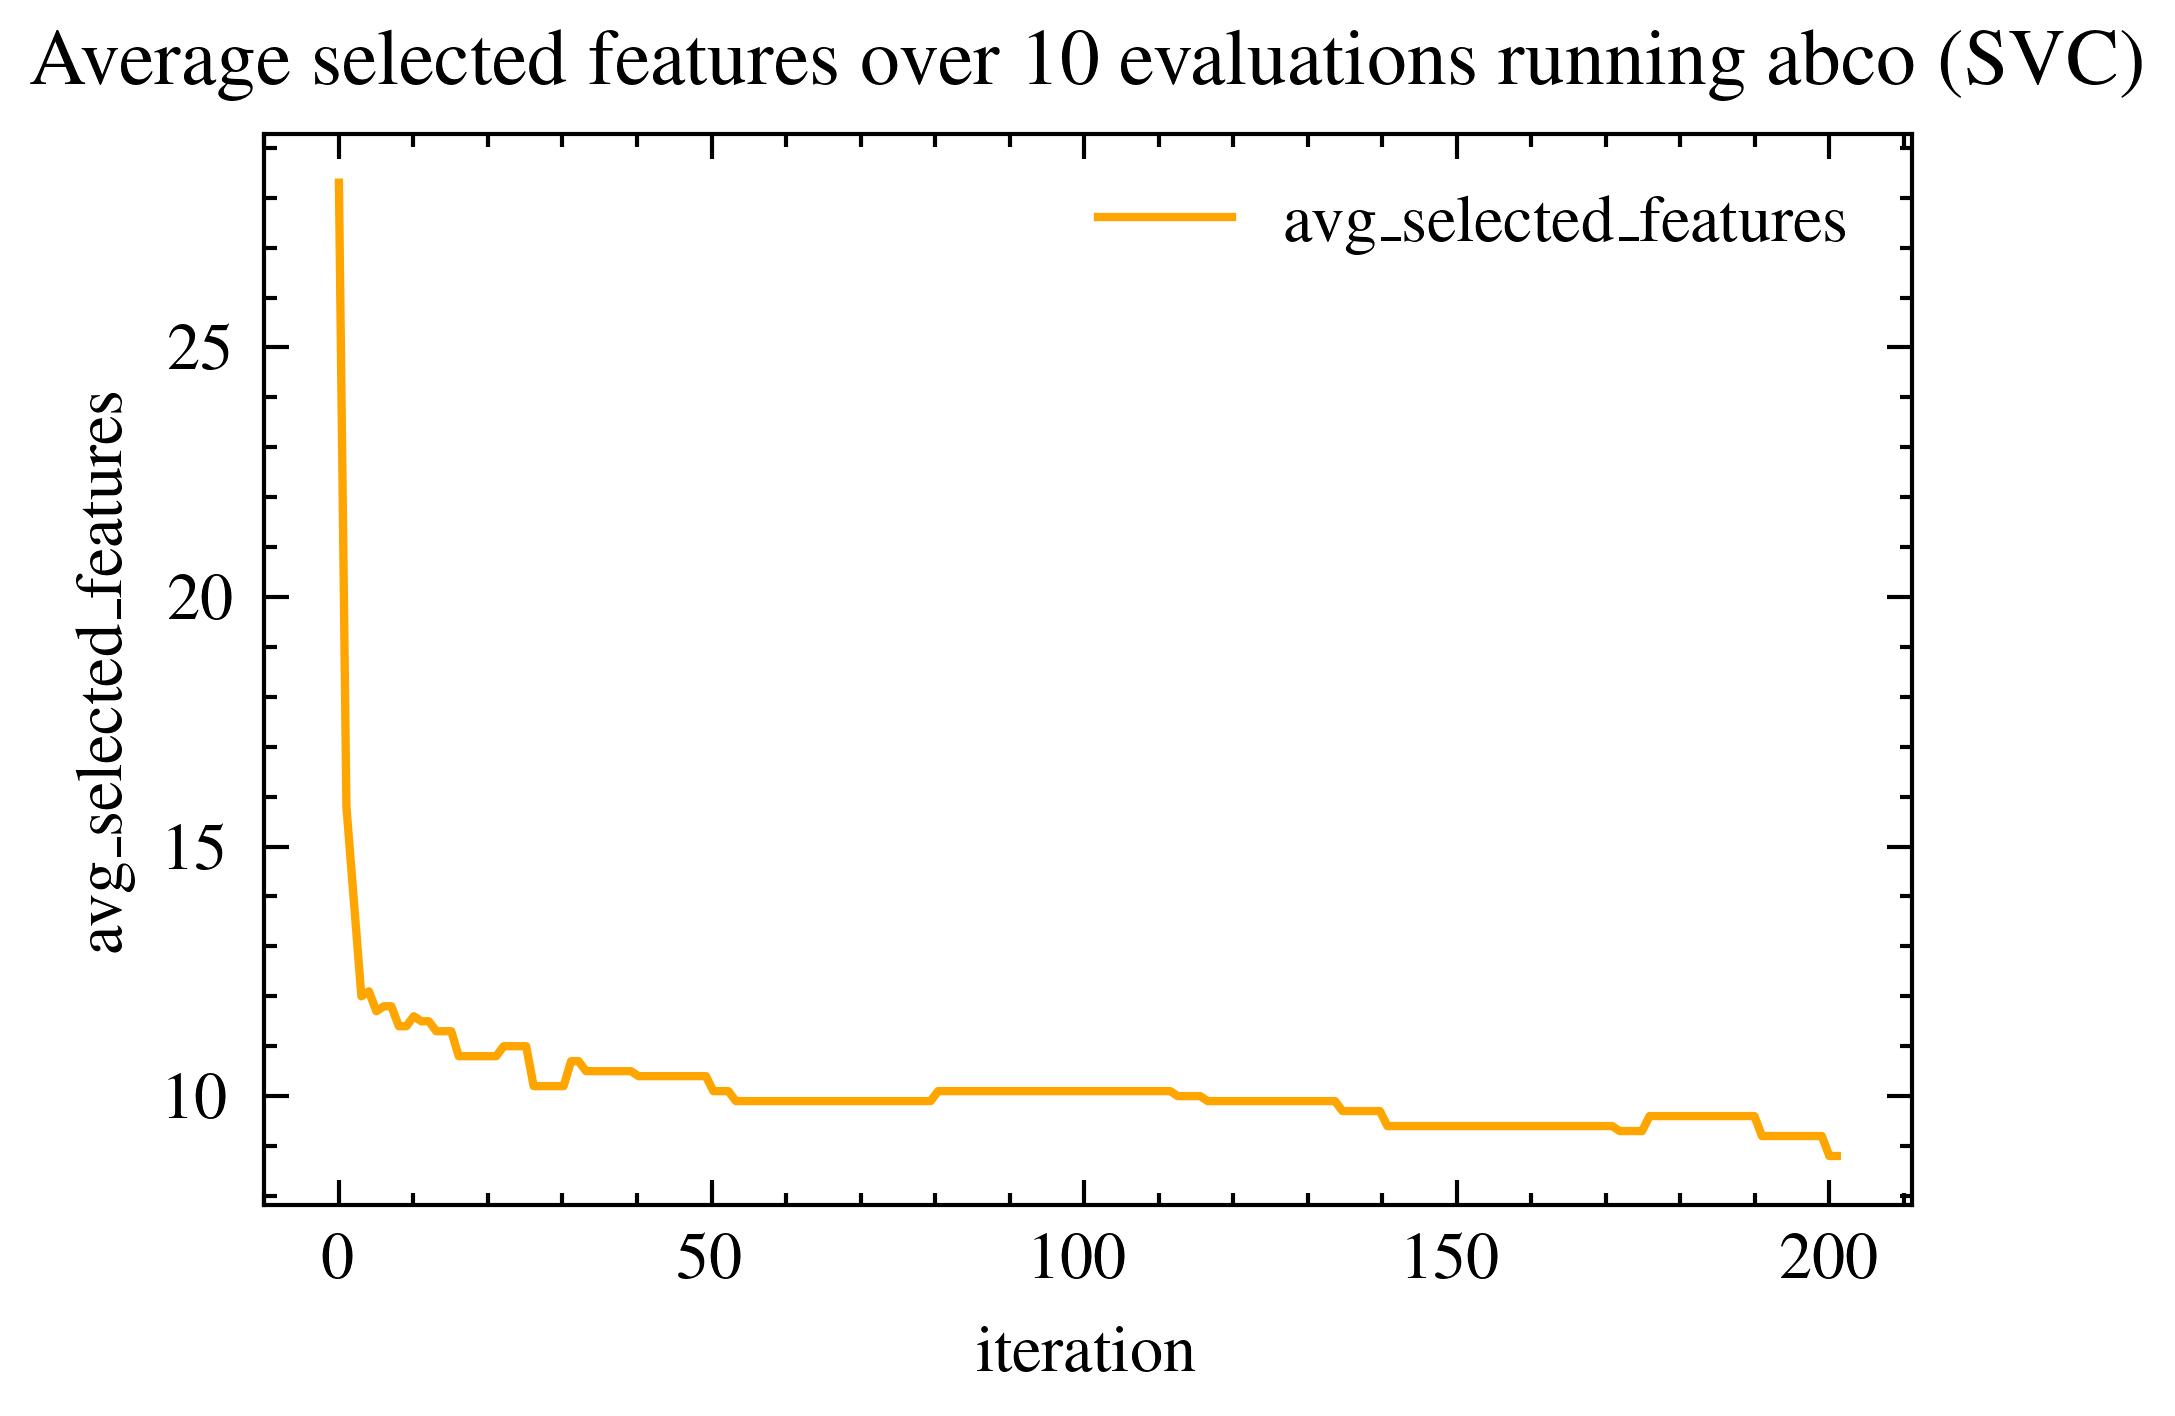 Average selected features over 10 evaluations running abco (SVC)
avg_selected_features
25
20
15
10
avg_selected_features
0 50 100 150 200
iteration